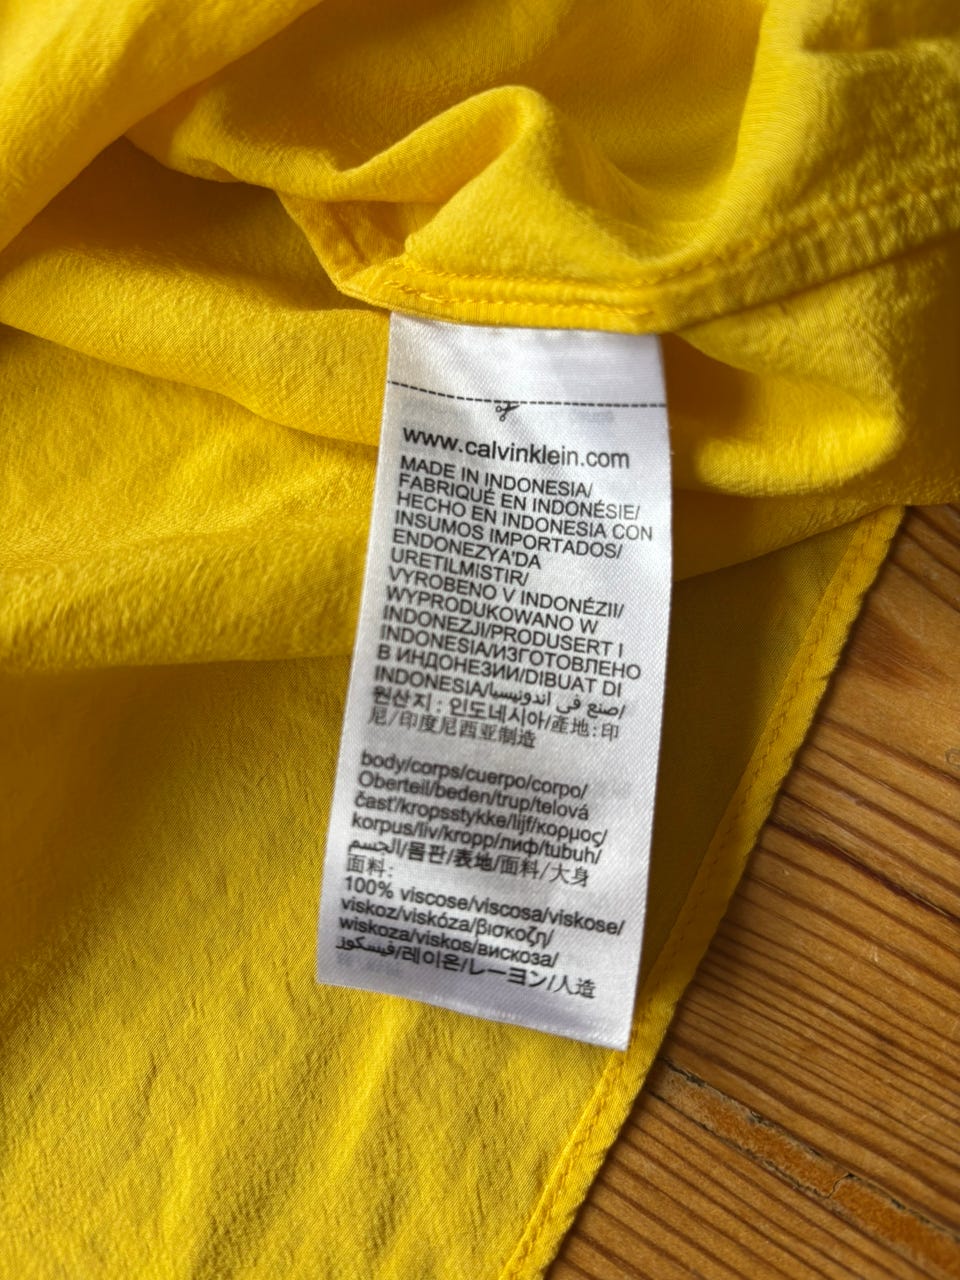 www.calvinklein.com
MADE IN INDONESIA/
FABRIQUÉ EN INDONÉSIE/
HECHO EN INDONESIA CON
INSUMOS IMPORTADOS/
ENDONEZYA'DA
URETILMISTIR/
VYROBENO V INDONÉZII/
WYPRODUKOWANO W
INDONEZJI/PRODUSERT I
INDONESIA/ИЗГОТОВЛЕНО
В ИНДОНЕЗИИ/DIBUAT DI
INDONESIA/صنع في اندونيسيا/
원산지: 인도네시아/產地:印
尼/印度尼西亚制造
body/corps/cuerpo/corpo/
Oberteil/beden/trup/telová
časť/kropsstykke/lijf/κορμος/
korpus/liv/kropp/лиф/tubuh/
الجسم/몸판/表地/面料/大身
面料:
100% viscose/viscosa/viskose/
viskoz/viskóza/βισκοζη/
wiskoza/viskos/вискоза/
فيسكوز/레이온/レーヨン/人造